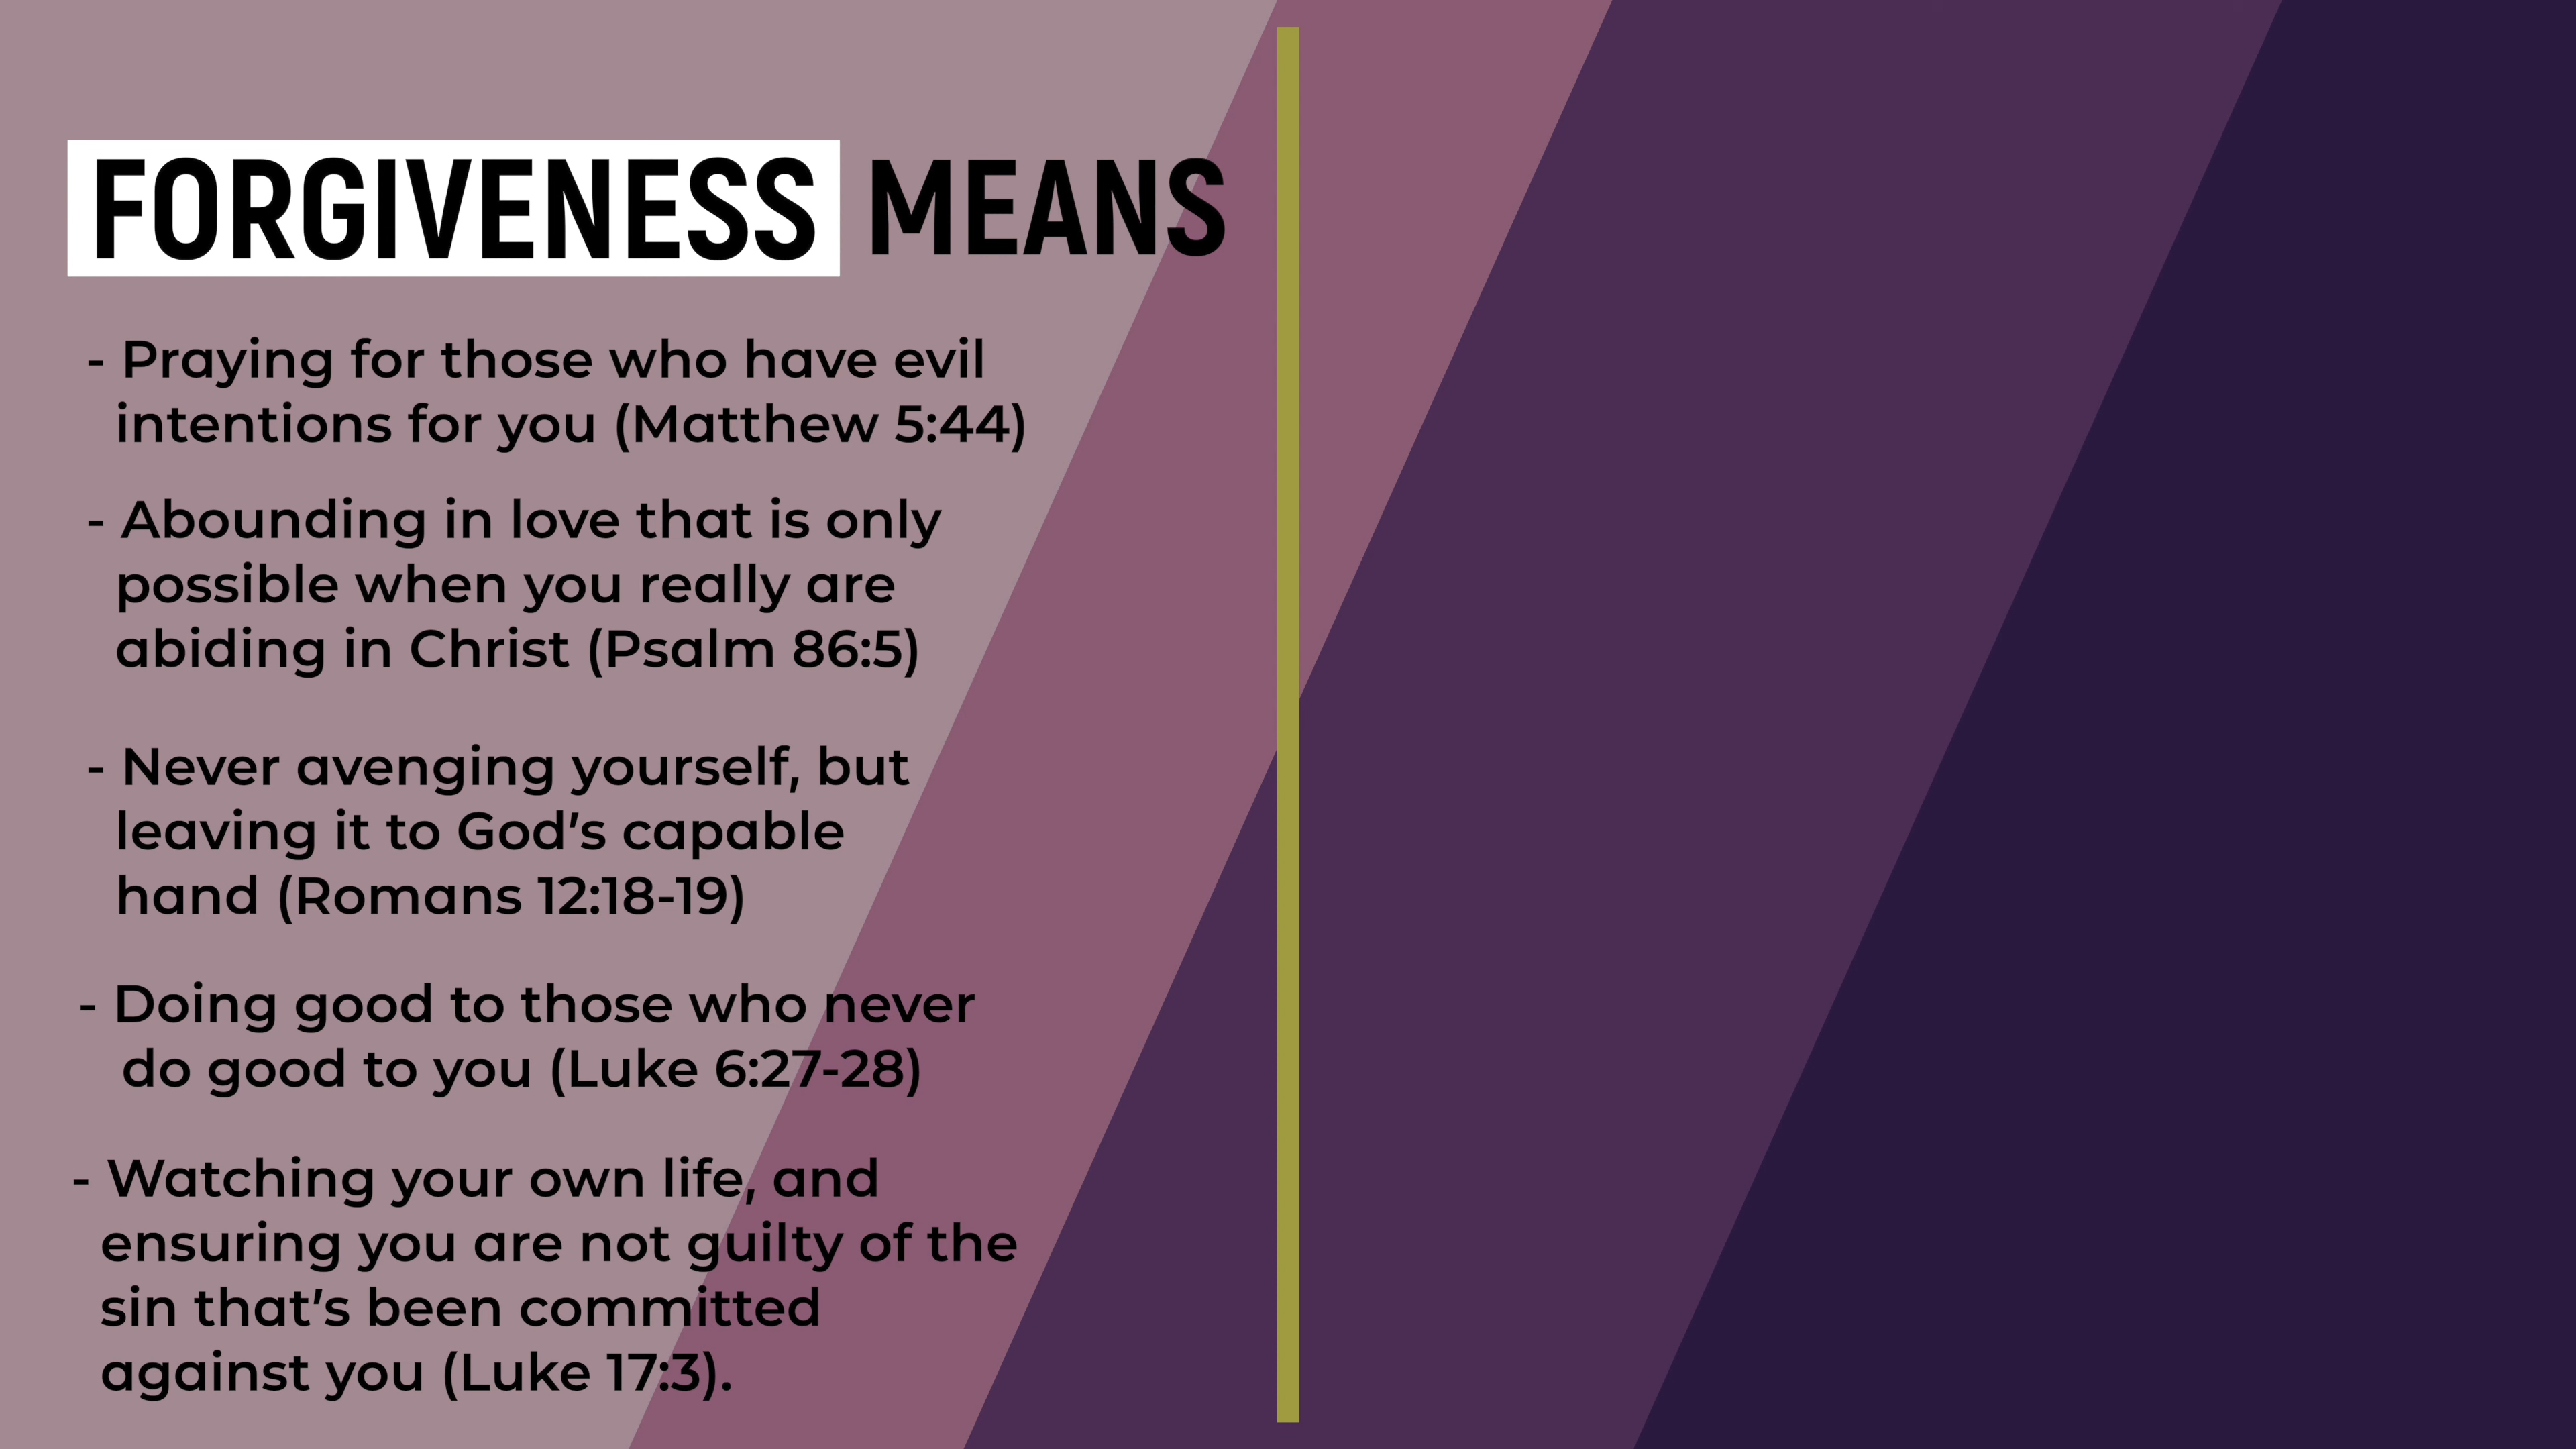 FORGIVENESS MEANS
- Praying for those who have evil
intentions for you (Matthew 5:44)
- Abounding in love that is only
possible when you really are
abiding in Christ (Psalm 86:5)
- Never avenging yourself, but
leaving it to God’s capable
hand (Romans 12:18-19)
- Doing good to those who never
do good to you (Luke 6:27-28)
- Watching your own life, and
ensuring you are not guilty of the
sin that’s been committed
against you (Luke 17:3).